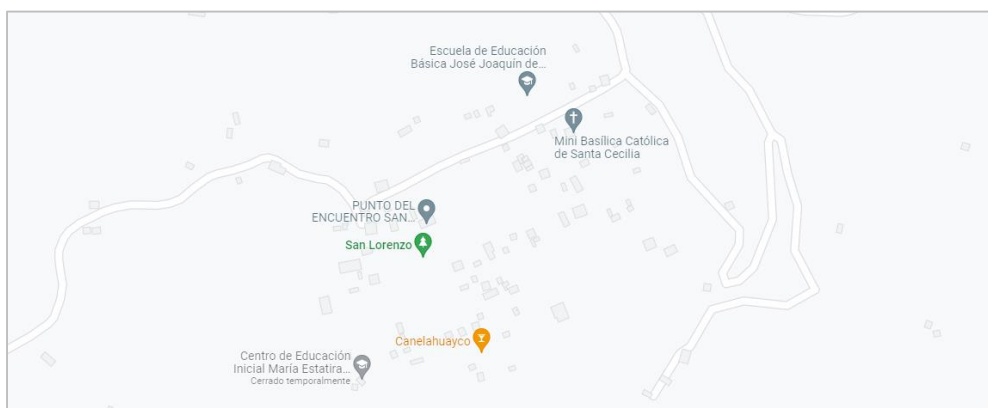 Escuela de Educación
Básica José Joaquín de...
Mini Basílica Católica
de Santa Cecilia
PUNTO DEL
ENCUENTRO SAN...
San Lorenzo
Canelahuayco
Centro de Educación
Inicial María Estatira...
Cerrado temporalmente